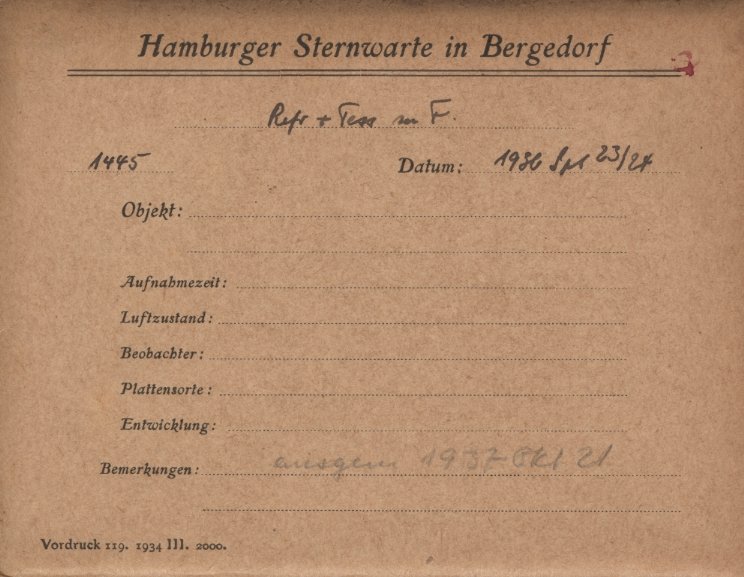 Hamburger Sternwarte in Bergedorf
Refr + Tess m F.
1445 Datum: 1936 Spt 23/24
Objekt:
Aufnahmezeit:
Luftzustand:
Beobachter:
Plattensorte:
Entwicklung:
Bemerkungen: ausgem 1937 Okt 21
Vordruck 119. 1934 III. 2000.